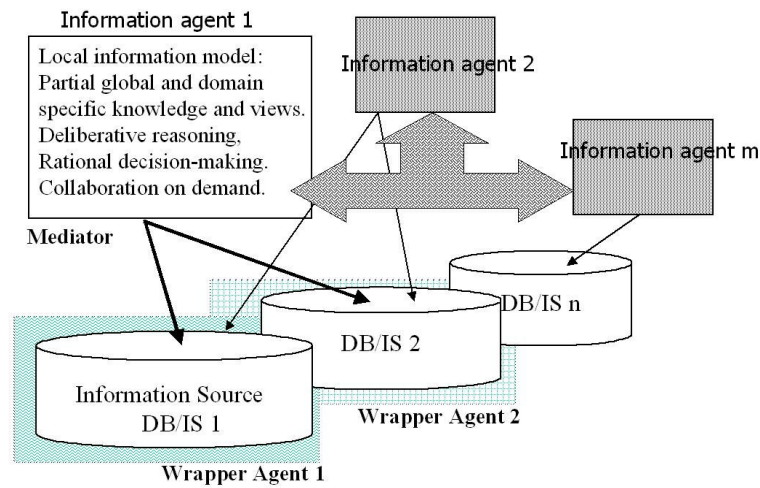 Information agent 1
Local information model:
Partial global and domain
specific knowledge and views.
Deliberative reasoning,
Rational decision-making.
Collaboration on demand.
Mediator
Information agent 2
Information agent m
DB/IS n
DB/IS 2
Information Source
DB/IS 1
Wrapper Agent 2
Wrapper Agent 1